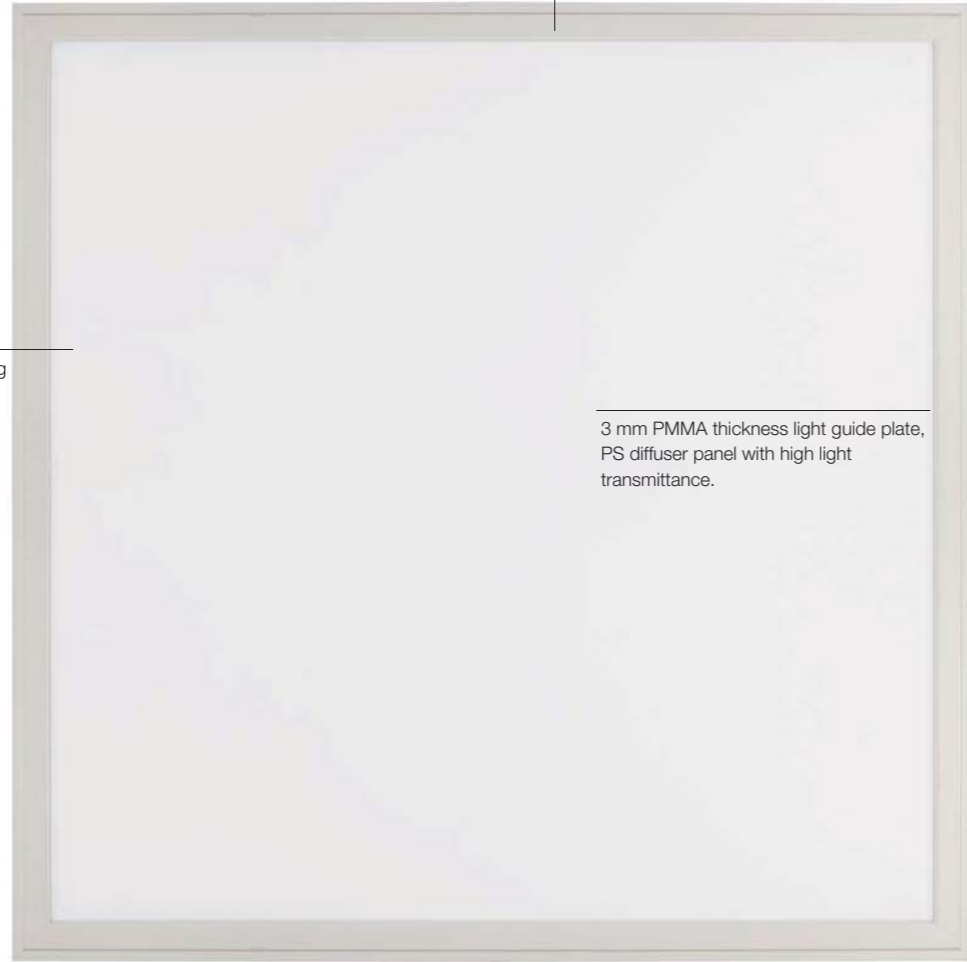 3 mm PMMA thickness light guide plate,
PS diffuser panel with high light
transmittance.